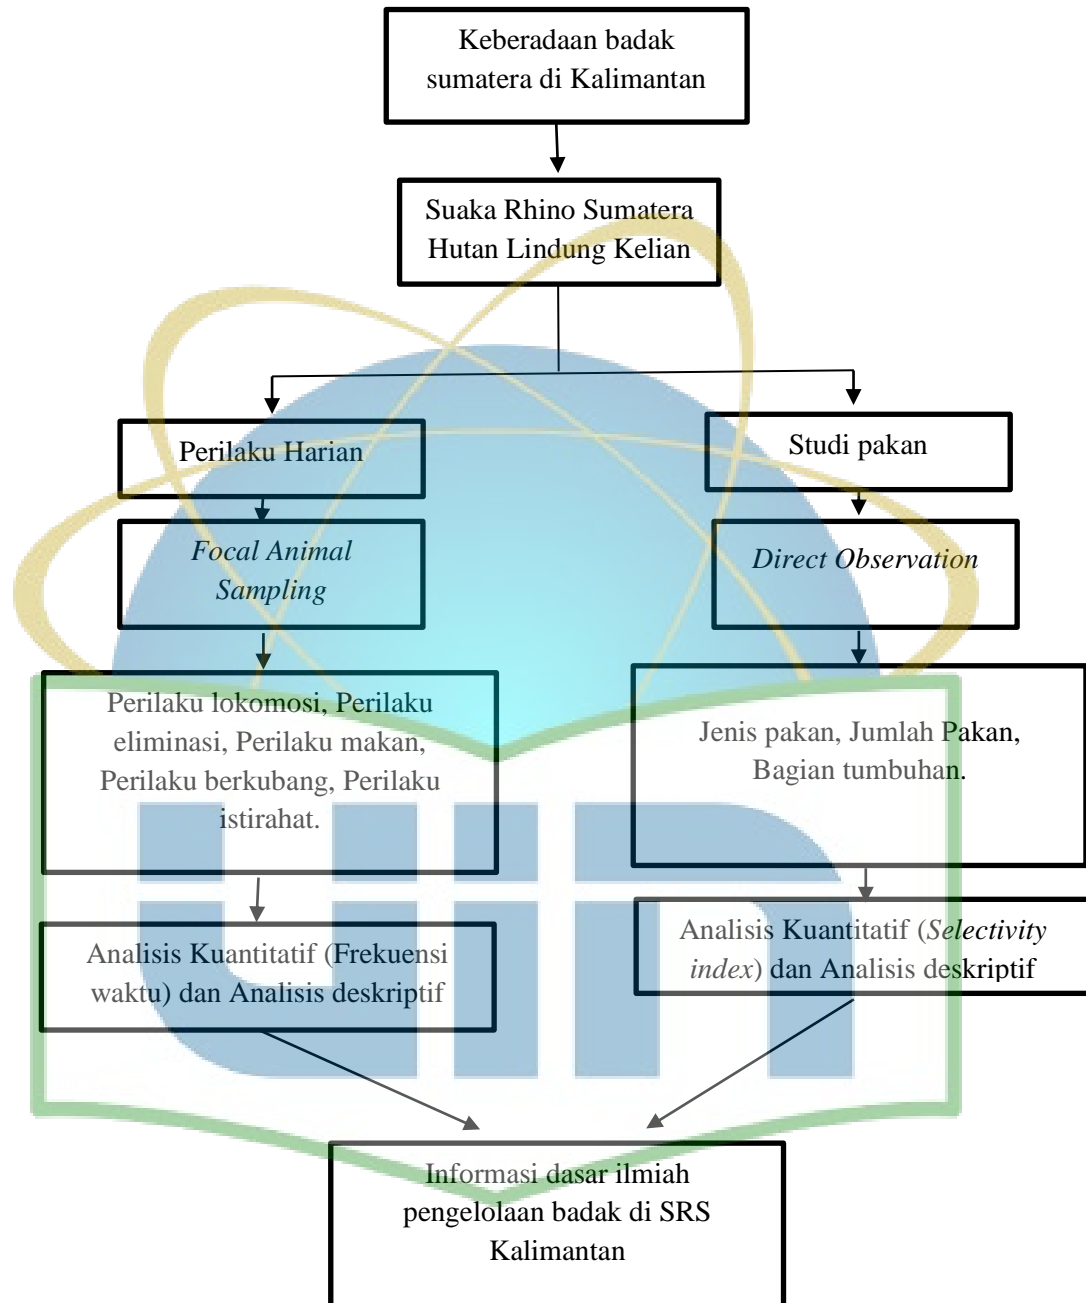 Keberadaan badak
sumatera di Kalimantan
Suaka Rhino Sumatera
Hutan Lindung Kelian
Perilaku Harian
Studi pakan
Focal Animal
Sampling
Direct Observation
Perilaku lokomosi, Perilaku
eliminasi, Perilaku makan,
Perilaku berkubang, Perilaku
istirahat.
Jenis pakan, Jumlah Pakan,
Bagian tumbuhan.
Analisis Kuantitatif (Frekuensi
waktu) dan Analisis deskriptif
Analisis Kuantitatif (Selectivity
index) dan Analisis deskriptif
Informasi dasar ilmiah
pengelolaan badak di SRS
Kalimantan
uin